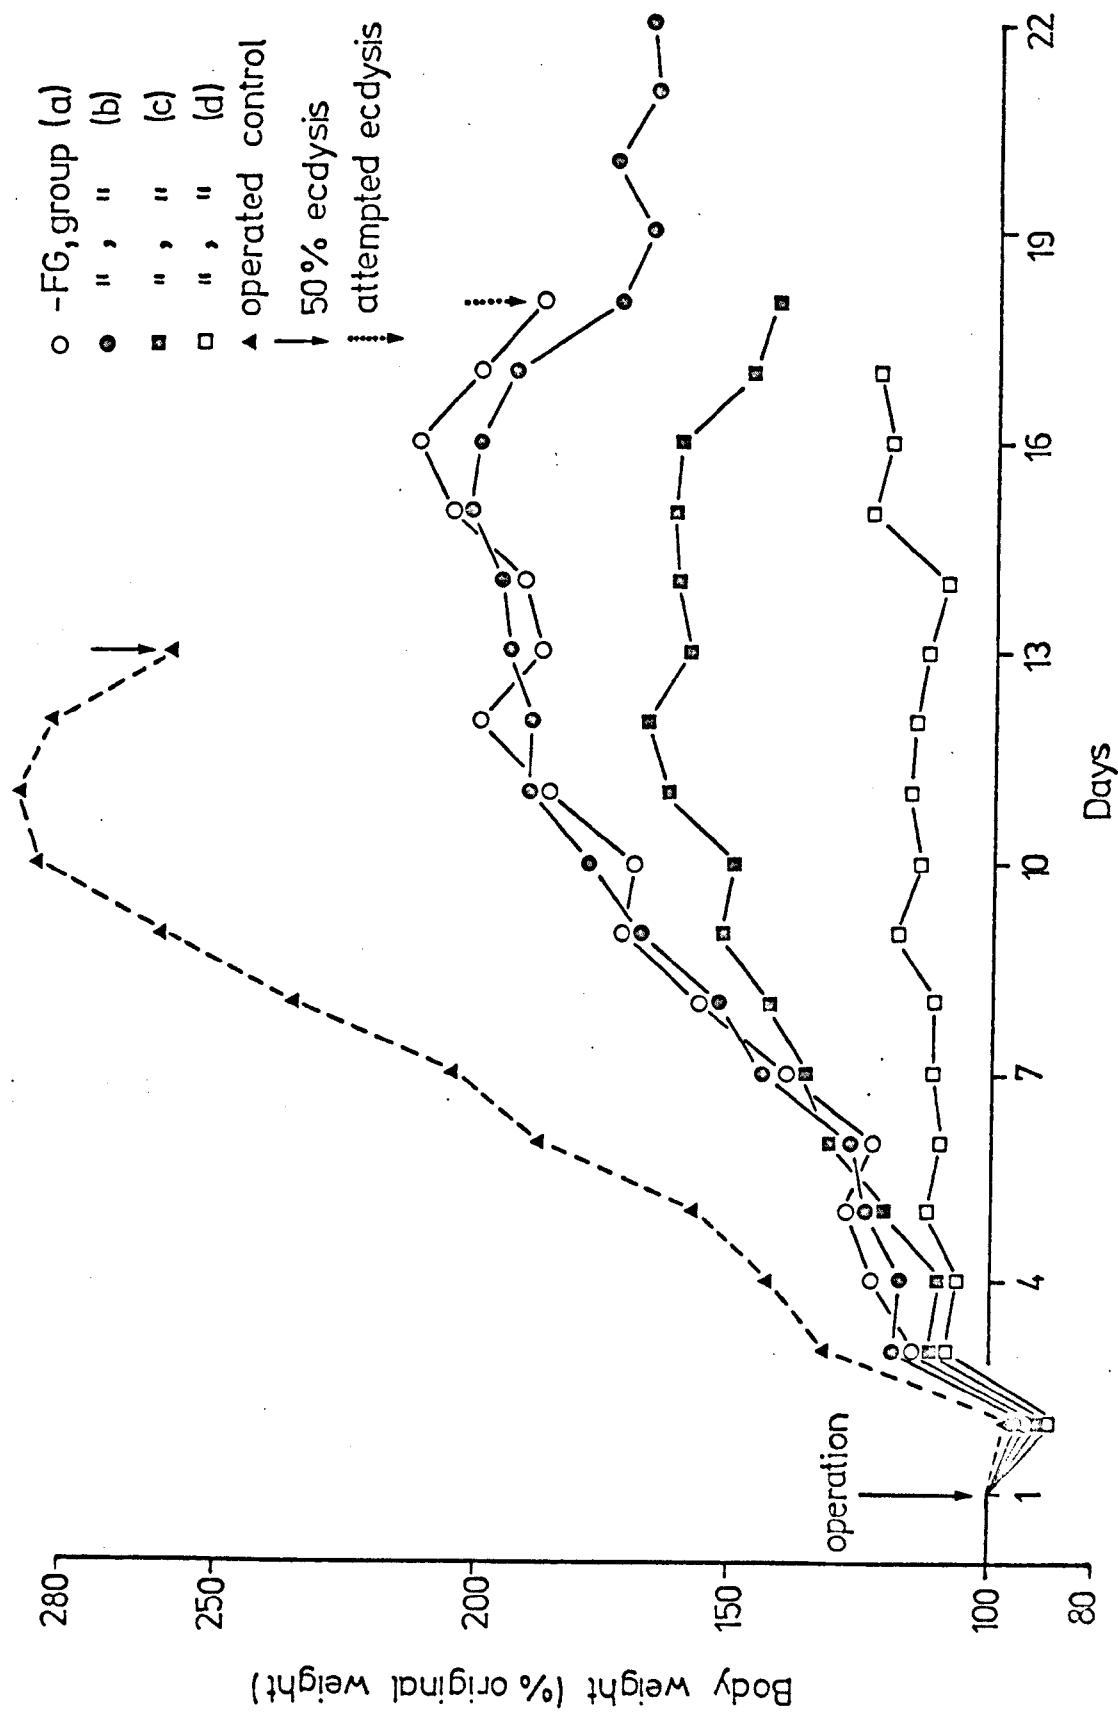 -FG, group (a)
" , " (b)
" , " (c)
" , " (d)
operated control
50% ecdysis
attempted ecdysis
operation
Body weight (% original weight)
280
250
200
150
100
80
1
4
7
10
13
16
19
22
Days